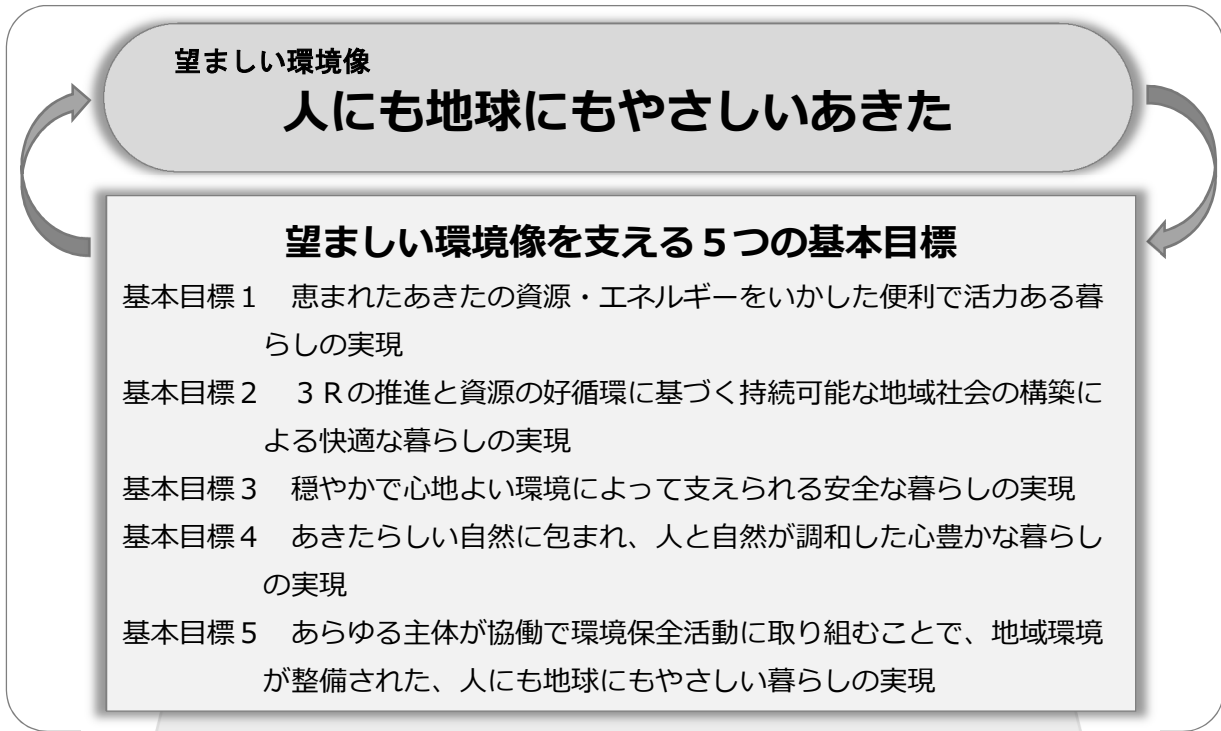 望ましい環境像
人にも地球にもやさしいあきた
望ましい環境像を支える５つの基本目標
基本目標１　恵まれたあきたの資源・エネルギーをいかした便利で活力ある暮
らしの実現
基本目標２　３Ｒの推進と資源の好循環に基づく持続可能な地域社会の構築に
よる快適な暮らしの実現
基本目標３　穏やかで心地よい環境によって支えられる安全な暮らしの実現
基本目標４　あきたらしい自然に包まれ、人と自然が調和した心豊かな暮らし
の実現
基本目標５　あらゆる主体が協働で環境保全活動に取り組むことで、地域環境
が整備された、人にも地球にもやさしい暮らしの実現